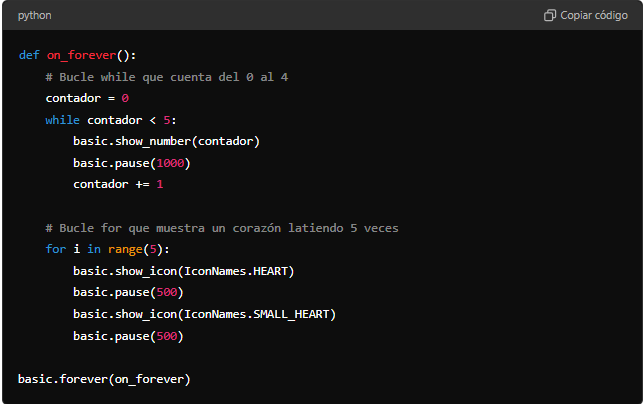 python
Copiar código
def on_forever():
    # Bucle while que cuenta del 0 al 4
    contador = 0
    while contador < 5:
        basic.show_number(contador)
        basic.pause(1000)
        contador += 1

    # Bucle for que muestra un corazón latiendo 5 veces
    for i in range(5):
        basic.show_icon(IconNames.HEART)
        basic.pause(500)
        basic.show_icon(IconNames.SMALL_HEART)
        basic.pause(500)

basic.forever(on_forever)